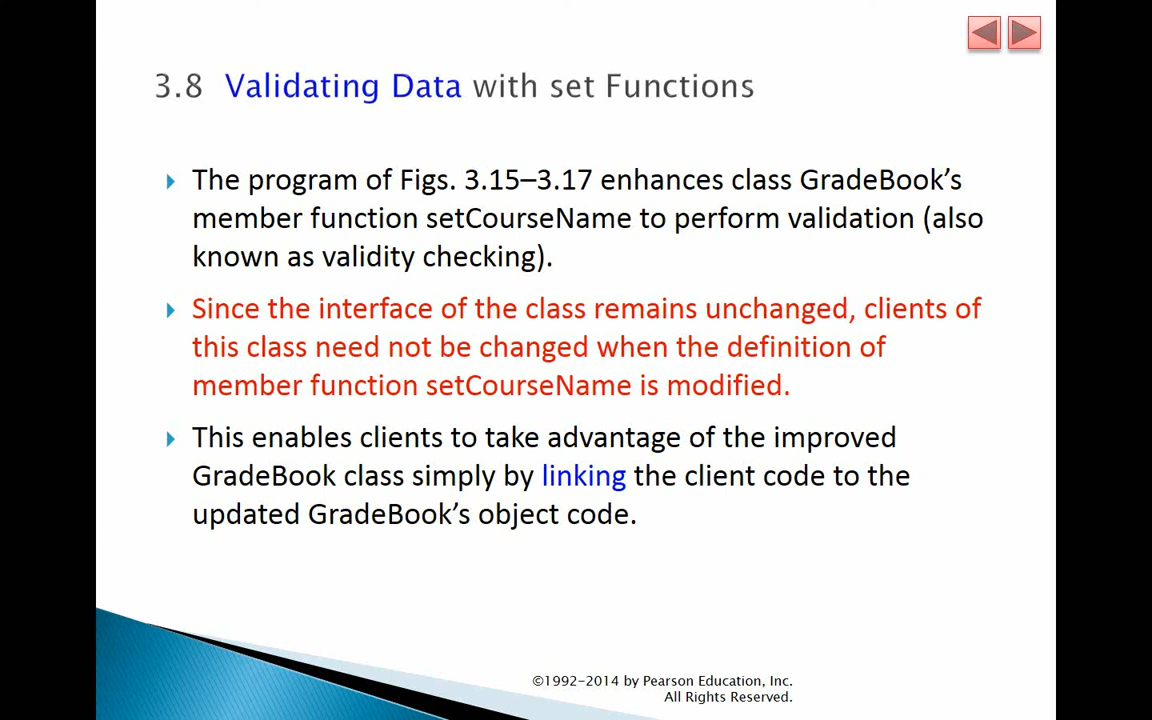 3.8 Validating Data with set Functions
The program of Figs. 3.15–3.17 enhances class GradeBook’s
member function setCourseName to perform validation (also
known as validity checking).
Since the interface of the class remains unchanged, clients of
this class need not be changed when the definition of
member function setCourseName is modified.
This enables clients to take advantage of the improved
GradeBook class simply by linking the client code to the
updated GradeBook’s object code.
©1992-2014 by Pearson Education, Inc.
All Rights Reserved.